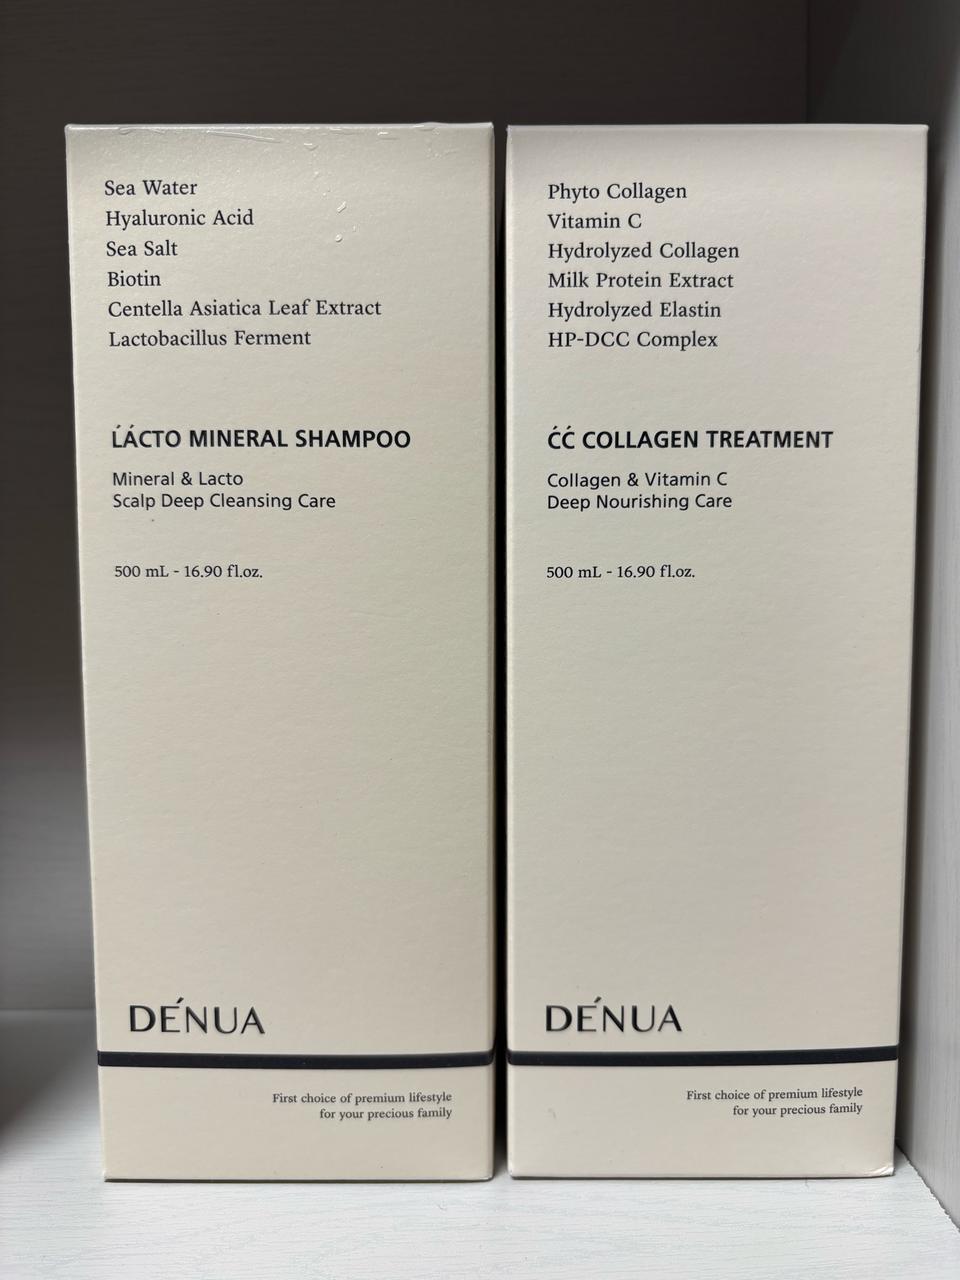 Sea Water
Hyaluronic Acid
Sea Salt
Biotin
Centella Asiatica Leaf Extract
Lactobacillus Ferment
ĹÁCTO MINERAL SHAMPOO
Mineral & Lacto
Scalp Deep Cleansing Care
500 mL - 16.90 fl.oz.
DÉNUA
First choice of premium lifestyle
for your precious family
Phyto Collagen
Vitamin C
Hydrolyzed Collagen
Milk Protein Extract
Hydrolyzed Elastin
HP-DCC Complex
ĆĆ COLLAGEN TREATMENT
Collagen & Vitamin C
Deep Nourishing Care
500 mL - 16.90 fl.oz.
DÉNUA
First choice of premium lifestyle
for your precious family